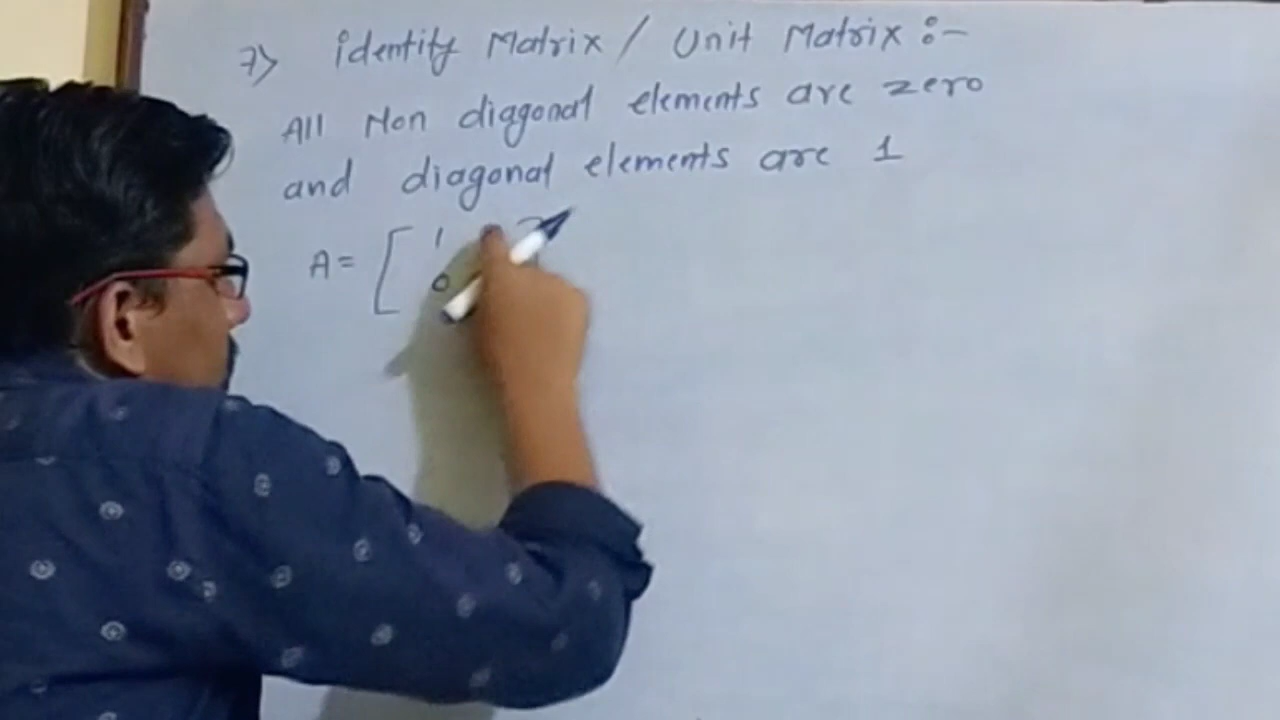 7) Identity Matrix / Unit Matrix :-
All Non diagonal elements are zero
and diagonal elements are 1
A = [ 1
0